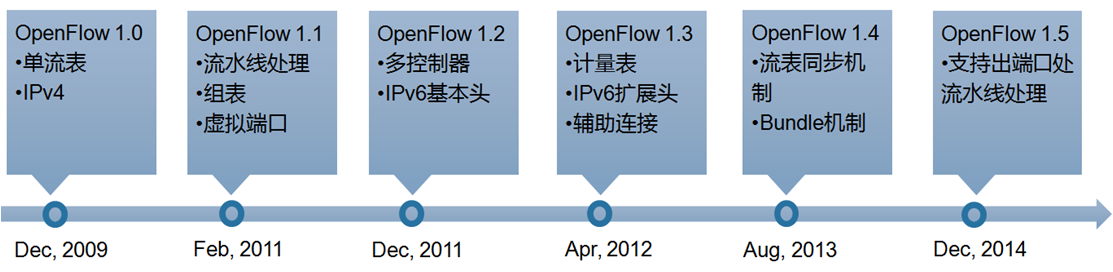 OpenFlow 1.0
•单流表
•IPv4
OpenFlow 1.1
•流水线处理
•组表
•虚拟端口
OpenFlow 1.2
•多控制器
•IPv6基本头
OpenFlow 1.3
•计量表
•IPv6扩展头
•辅助连接
OpenFlow 1.4
•流表同步机
制
•Bundle机制
OpenFlow 1.5
•支持出端口处
流水线处理
Dec, 2009
Feb, 2011
Dec, 2011
Apr, 2012
Aug, 2013
Dec, 2014